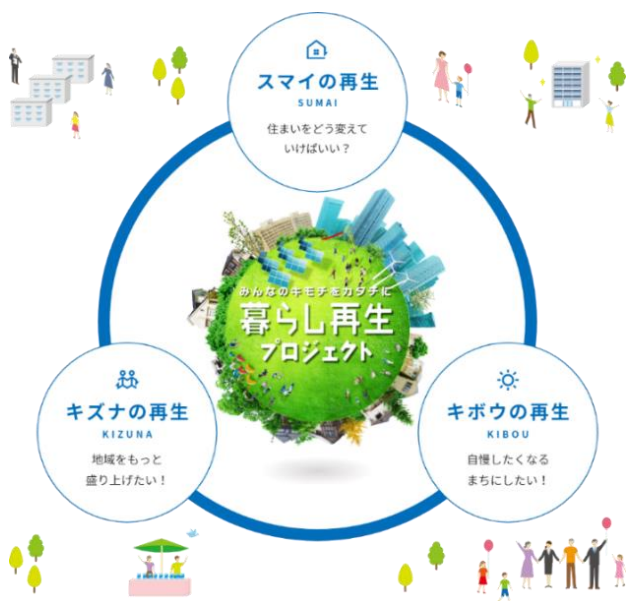 スマイの再生
SUMAI
住まいをどう変えて
いけばいい？
みんなのキモチをカタチに
暮らし再生
プロジェクト
キズナの再生
KIZUNA
地域をもっと
盛り上げたい！
キボウの再生
KIBOU
自慢したくなる
まちにしたい！